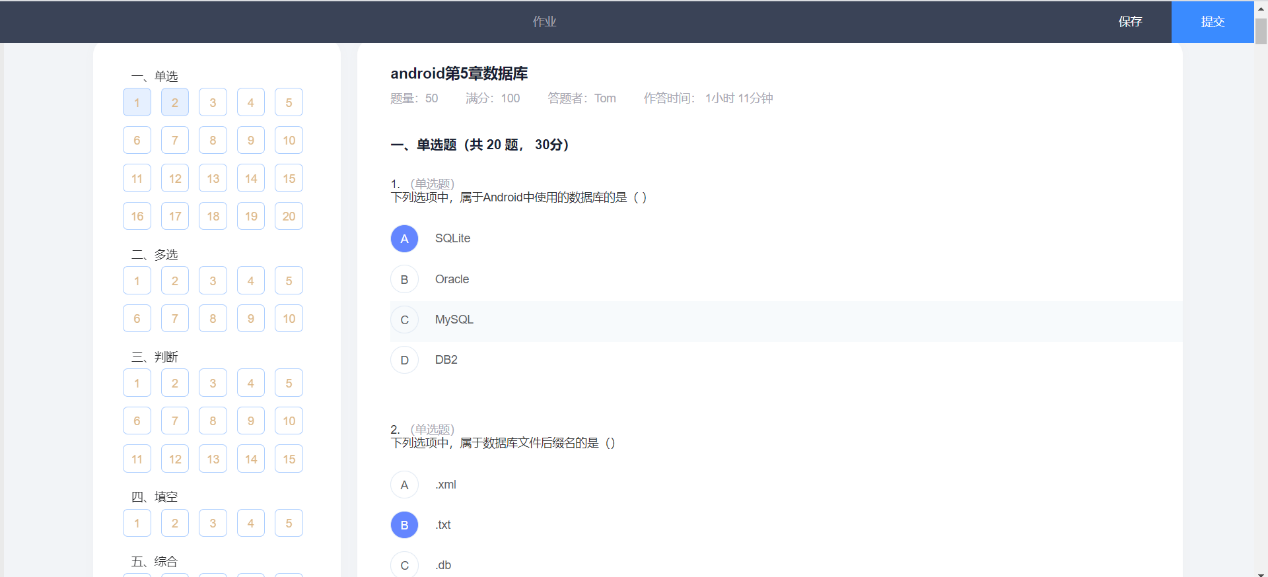 作业
保存
提交
一、单选
1 2 3 4 5
6 7 8 9 10
11 12 13 14 15
16 17 18 19 20
二、多选
1 2 3 4 5
6 7 8 9 10
三、判断
1 2 3 4 5
6 7 8 9 10
11 12 13 14 15
四、填空
1 2 3 4 5
五、综合
android第5章数据库
题量：50 满分：100 答题者：Tom 作答时间： 1小时 11分钟
一、单选题（共 20 题， 30分）
1. （单选题）
下列选项中，属于Android中使用的数据库的是（ ）
A SQLite
B Oracle
C MySQL
D DB2
2. （单选题）
下列选项中，属于数据库文件后缀名的是（）
A .xml
B .txt
C .db